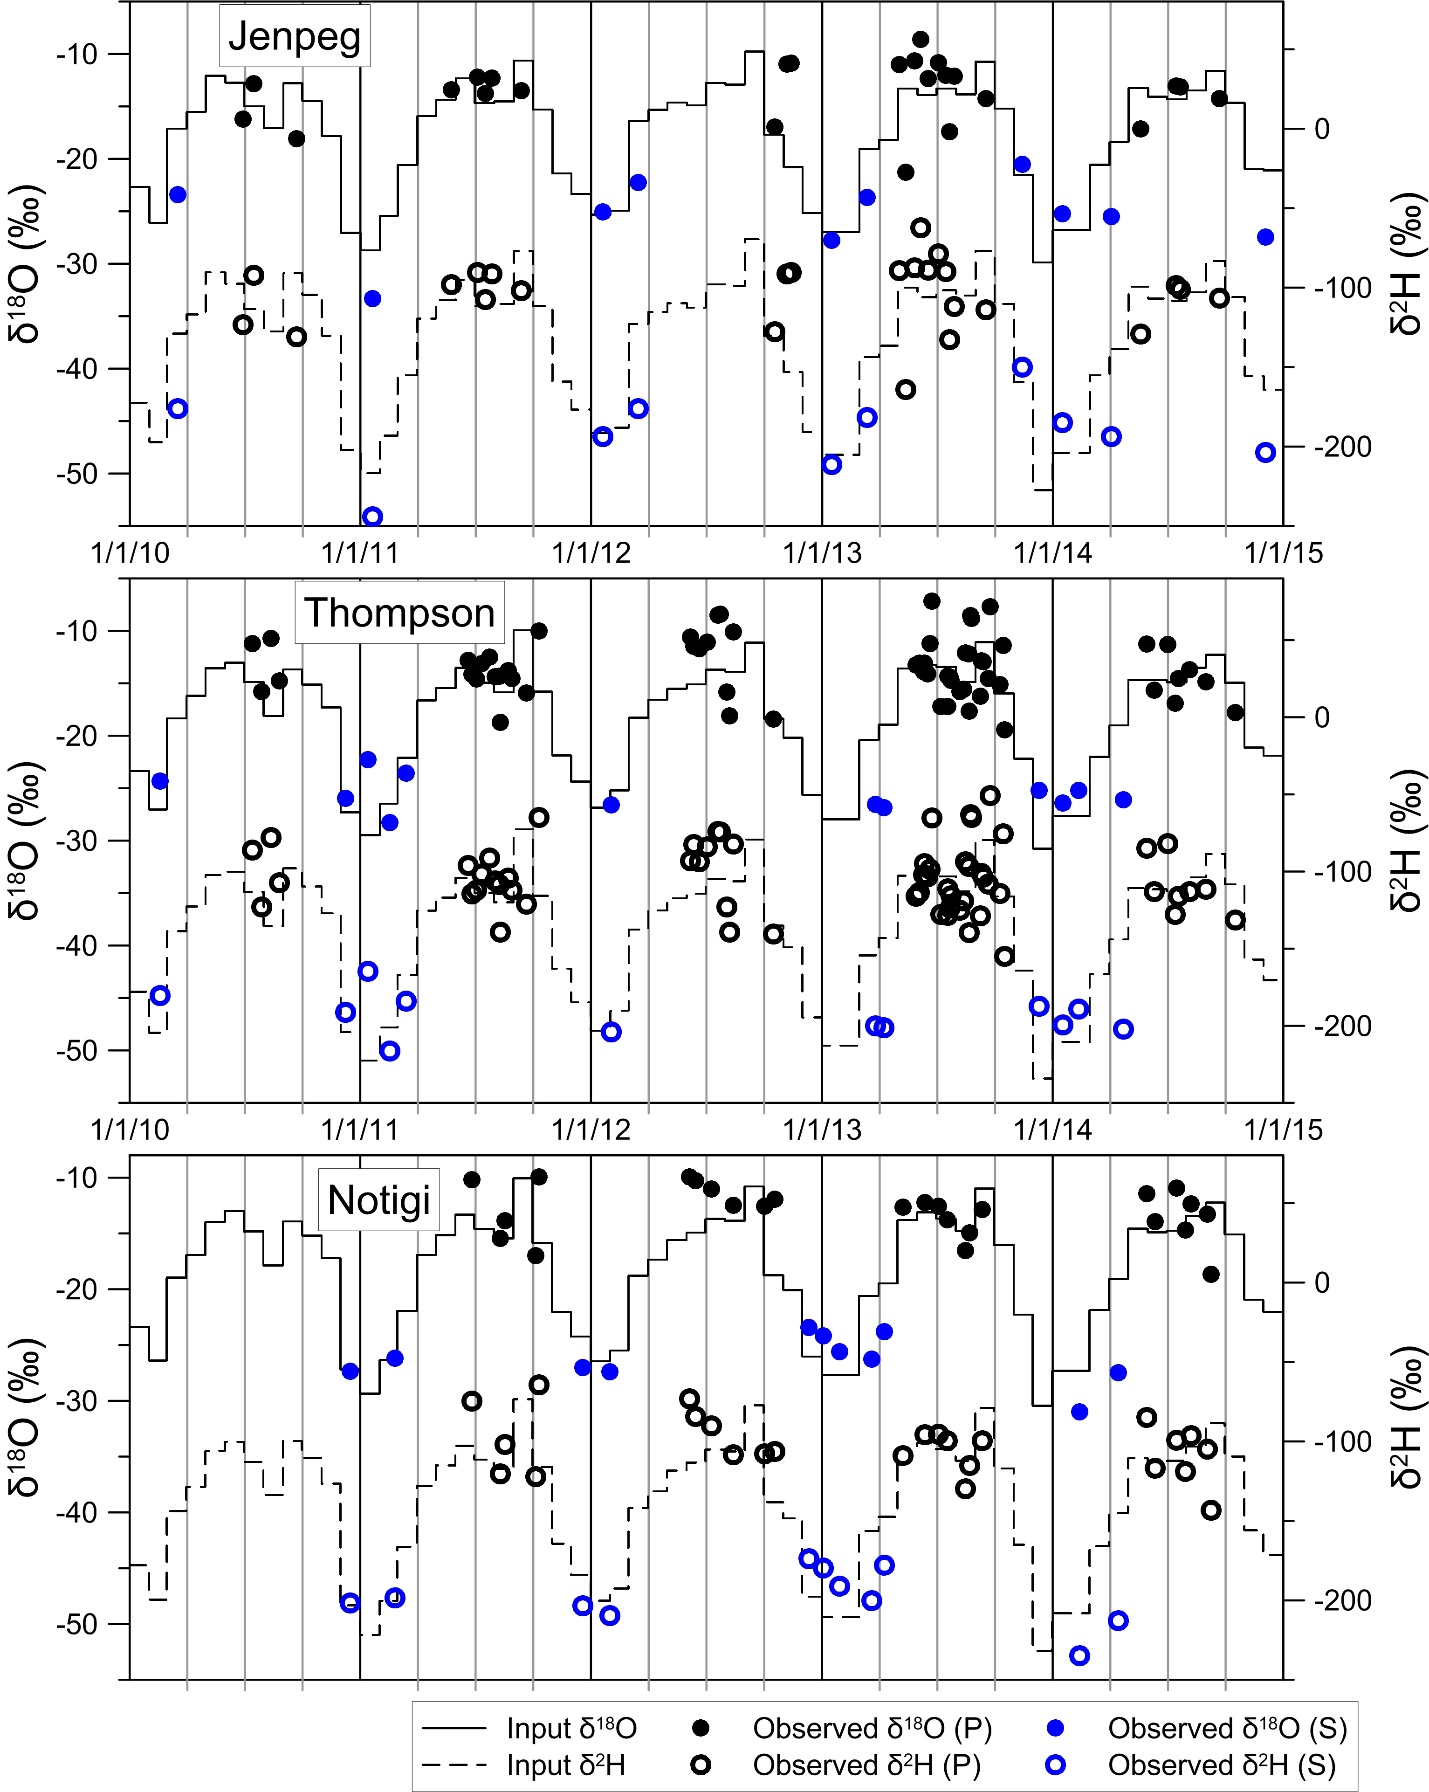 Jenpeg
-10
-20
-30
-40
-50
δ¹⁸O (‰)
0
-100
-200
δ²H (‰)
1/1/10 1/1/11 1/1/12 1/1/13 1/1/14 1/1/15
Thompson
-10
-20
-30
-40
-50
δ¹⁸O (‰)
0
-100
-200
δ²H (‰)
1/1/10 1/1/11 1/1/12 1/1/13 1/1/14 1/1/15
Notigi
-10
-20
-30
-40
-50
δ¹⁸O (‰)
0
-100
-200
δ²H (‰)
Input δ¹⁸O Observed δ¹⁸O (P) Observed δ¹⁸O (S)
Input δ²H Observed δ²H (P) Observed δ²H (S)